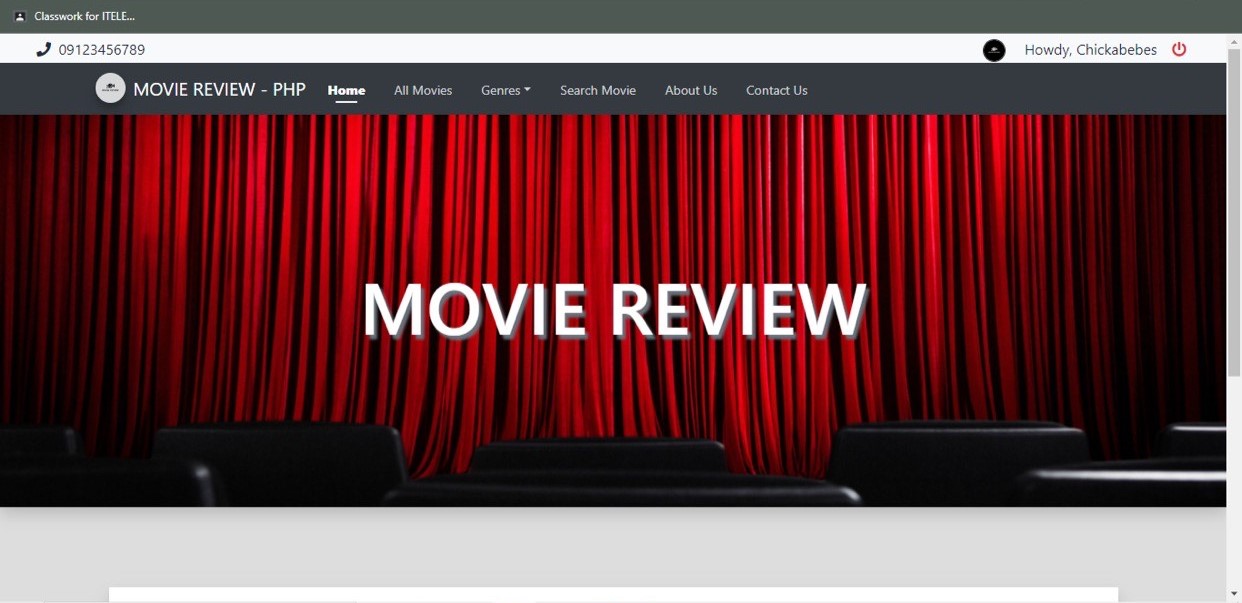 Classwork for ITELE...
09123456789
Howdy, Chickabebes
MOVIE REVIEW - PHP
Home
All Movies
Genres
Search Movie
About Us
Contact Us
MOVIE REVIEW